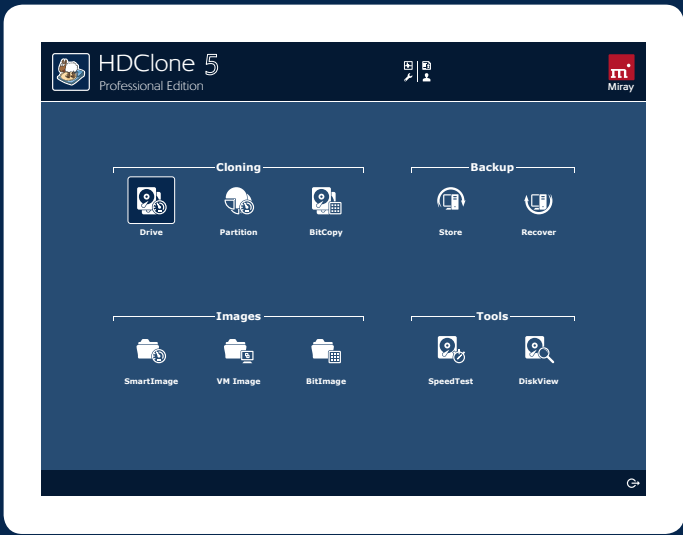 HDClone 5
Professional Edition
m
Miray
Cloning
Backup
Drive
Partition
BitCopy
Store
Recover
Images
Tools
SmartImage
VM Image
BitImage
SpeedTest
DiskView